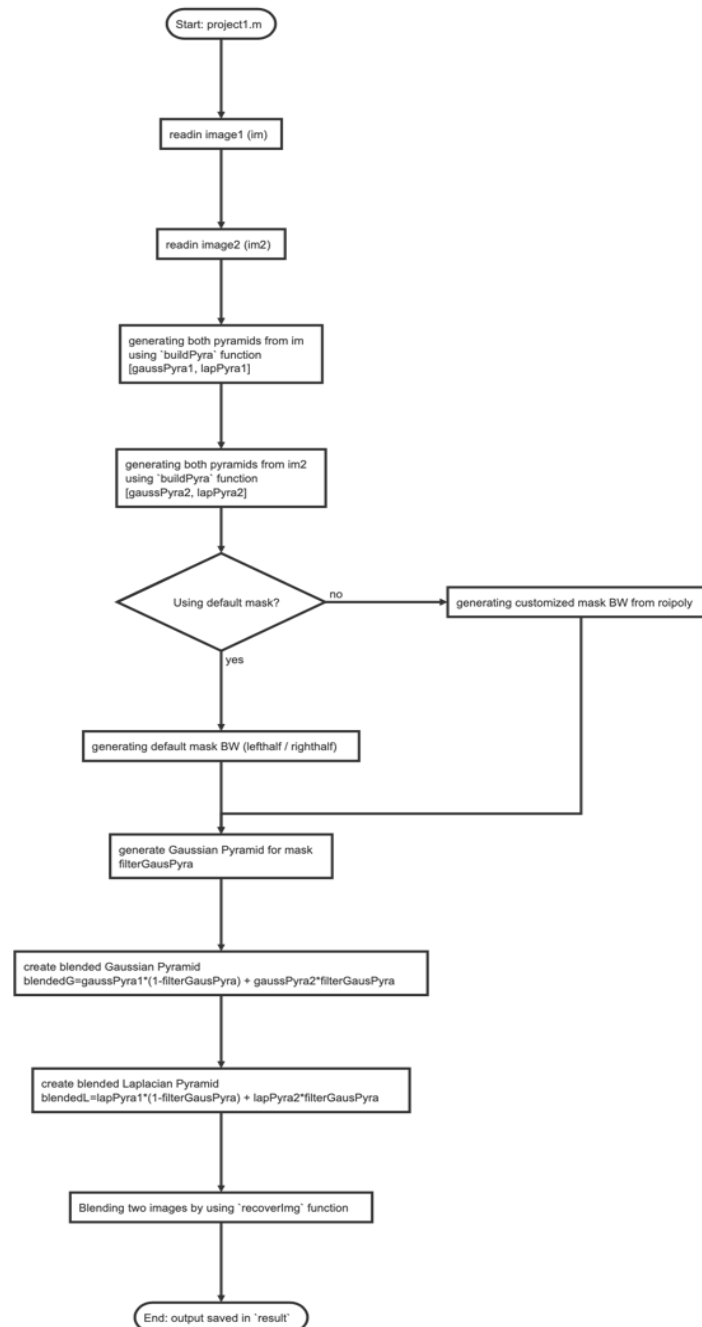 Start: project1.m
readin image1 (im)
readin image2 (im2)
generating both pyramids from im
using `buildPyra` function
[gaussPyra1, lapPyra1]
generating both pyramids from im2
using `buildPyra` function
[gaussPyra2, lapPyra2]
Using default mask?
no
generating customized mask BW from roipoly
yes
generating default mask BW (lefthalf / righthalf)
generate Gaussian Pyramid for mask
filterGausPyra
create blended Gaussian Pyramid
blendedG=gaussPyra1*(1-filterGausPyra) + gaussPyra2*filterGausPyra
create blended Laplacian Pyramid
blendedL=lapPyra1*(1-filterGausPyra) + lapPyra2*filterGausPyra
Blending two images by using `recoverImg` function
End: output saved in `result`